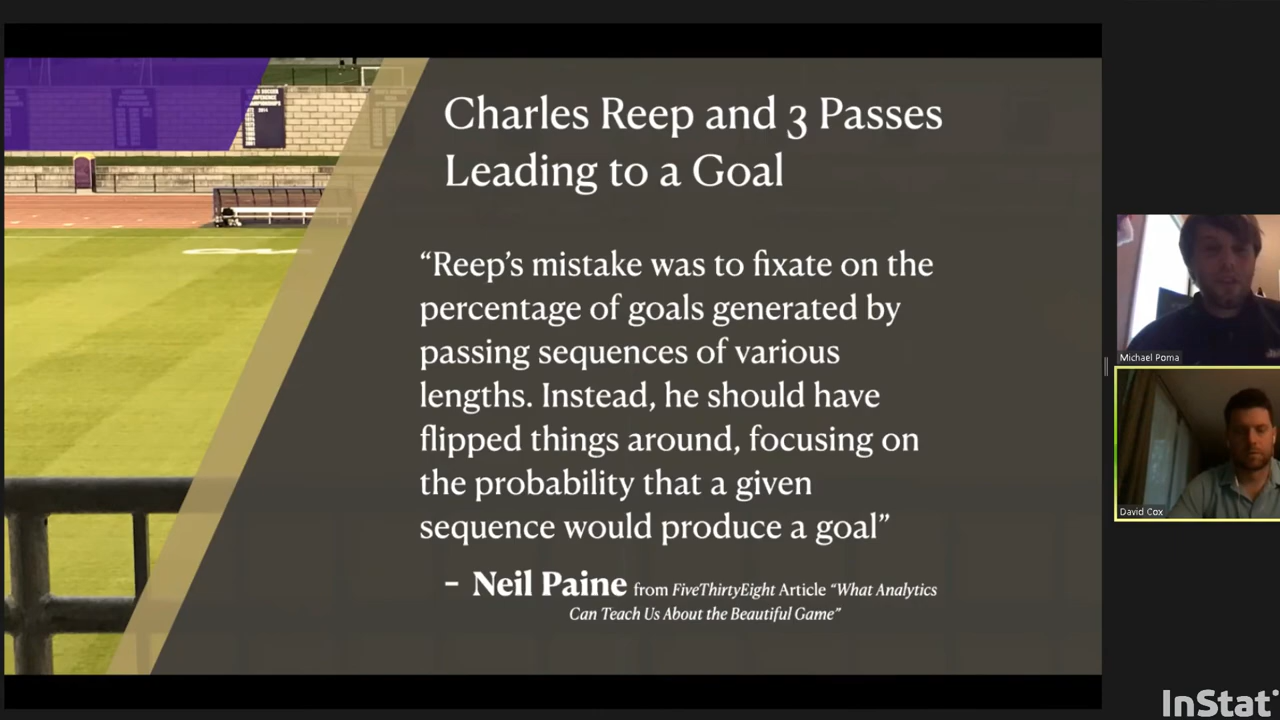 Charles Reep and 3 Passes
Leading to a Goal
“Reep’s mistake was to fixate on the
percentage of goals generated by
passing sequences of various
lengths. Instead, he should have
flipped things around, focusing on
the probability that a given
sequence would produce a goal”
– Neil Paine from FiveThirtyEight Article “What Analytics
Can Teach Us About the Beautiful Game”
Michael Poma
David Cox
InStat